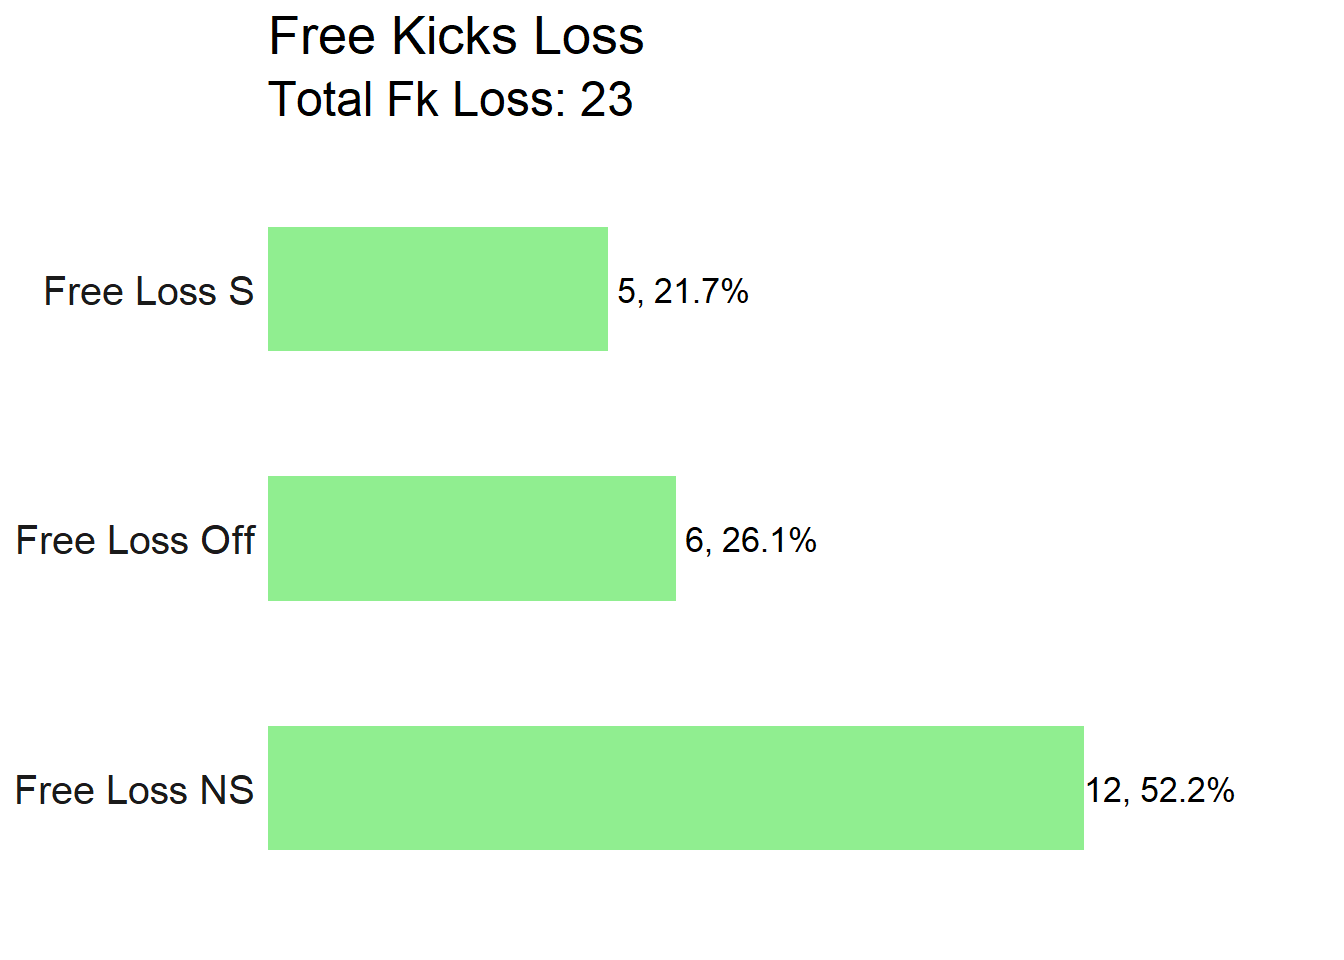 Free Kicks Loss
Total Fk Loss: 23
Free Loss S
5, 21.7%
Free Loss Off
6, 26.1%
Free Loss NS
12, 52.2%